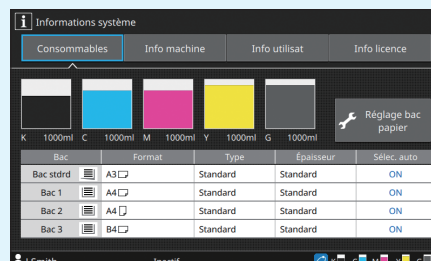 Informations système
Consommables Info machine Info utilisat Info licence
K 1000ml C 1000ml M 1000ml Y 1000ml G 1000ml
Réglage bac
papier
Bac Format Type Épaisseur Sélec. auto
Bac stdrd A3 Standard Standard ON
Bac 1 A4 Standard Standard ON
Bac 2 A4 Standard Standard ON
Bac 3 B4 Standard Standard ON
J.Smith Inactif K C M Y G